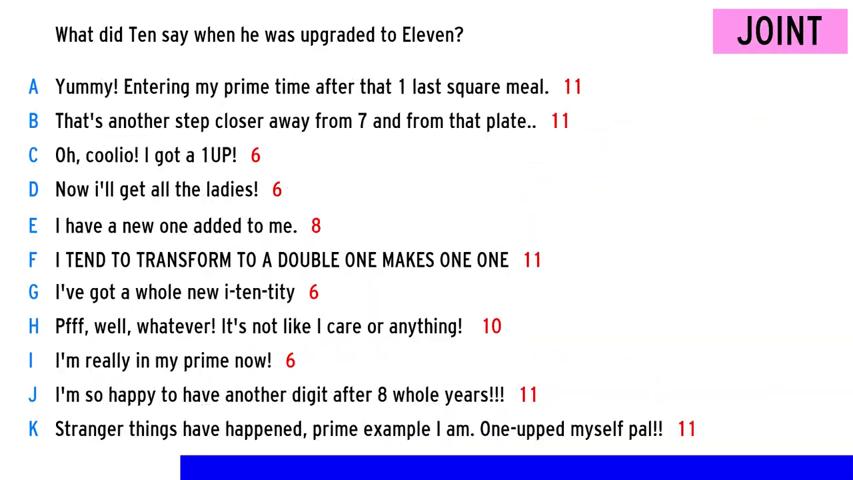 What did Ten say when he was upgraded to Eleven?
JOINT
A Yummy! Entering my prime time after that 1 last square meal. 11
B That's another step closer away from 7 and from that plate.. 11
C Oh, coolio! I got a 1UP! 6
D Now i'll get all the ladies! 6
E I have a new one added to me. 8
F I TEND TO TRANSFORM TO A DOUBLE ONE MAKES ONE ONE 11
G I've got a whole new i-ten-tity 6
H Pfff, well, whatever! It's not like I care or anything! 10
I I'm really in my prime now! 6
J I'm so happy to have another digit after 8 whole years!!! 11
K Stranger things have happened, prime example I am. One-upped myself pal!! 11